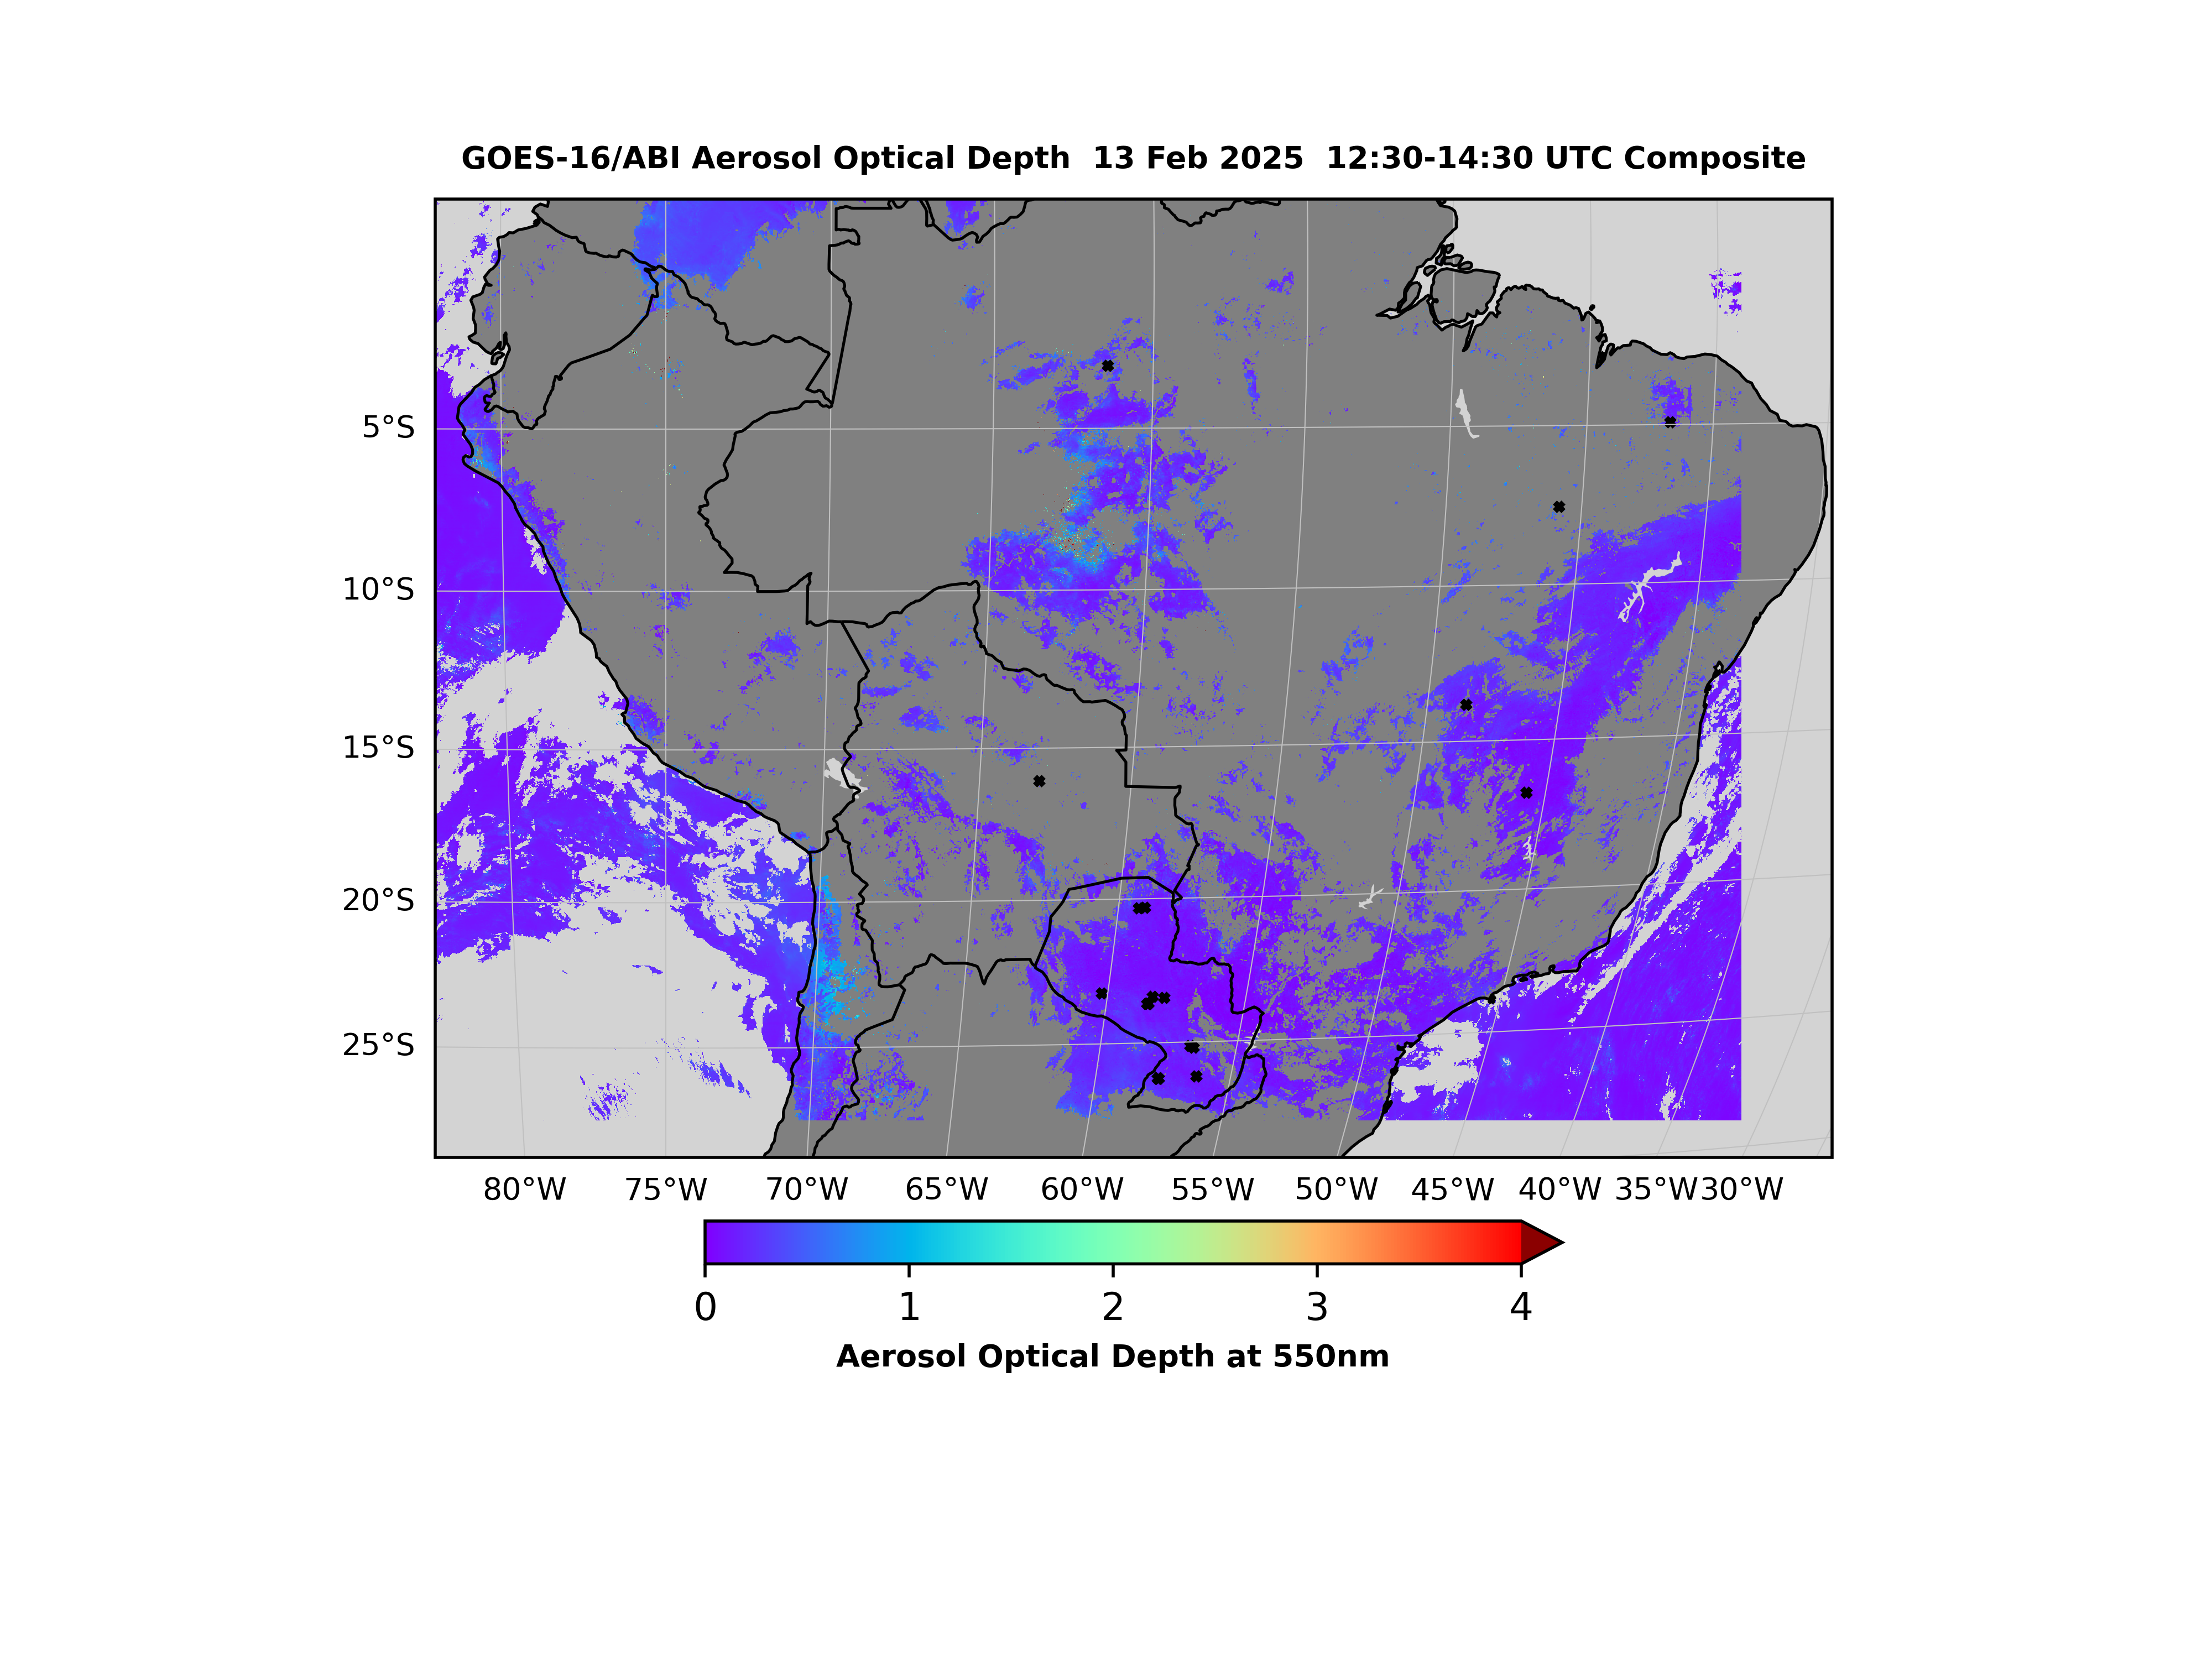 GOES-16/ABI Aerosol Optical Depth  13 Feb 2025  12:30-14:30 UTC Composite
5°S
10°S
15°S
20°S
25°S
80°W 75°W 70°W 65°W 60°W 55°W 50°W 45°W 40°W 35°W 30°W
0 1 2 3 4
Aerosol Optical Depth at 550nm